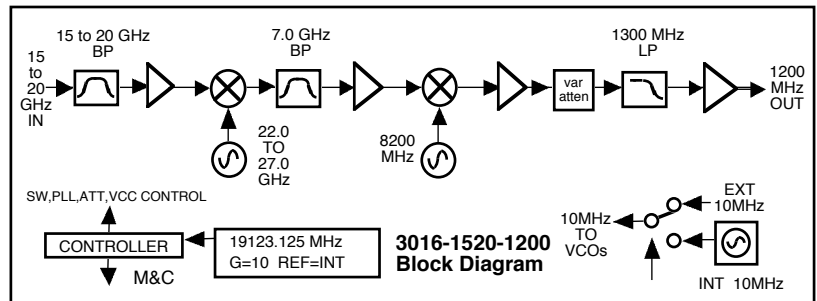 15 to 20 GHz
BP
7.0 GHz
BP
1300 MHz
LP
15
to
20
GHz
IN
var
atten
1200
MHz
OUT
22.0
TO
27.0
GHz
8200
MHz
SW,PLL,ATT,VCC CONTROL
CONTROLLER
M&C
19123.125 MHz
G=10 REF=INT
3016-1520-1200
Block Diagram
10MHz
TO
VCOs
EXT
10MHz
INT 10MHz